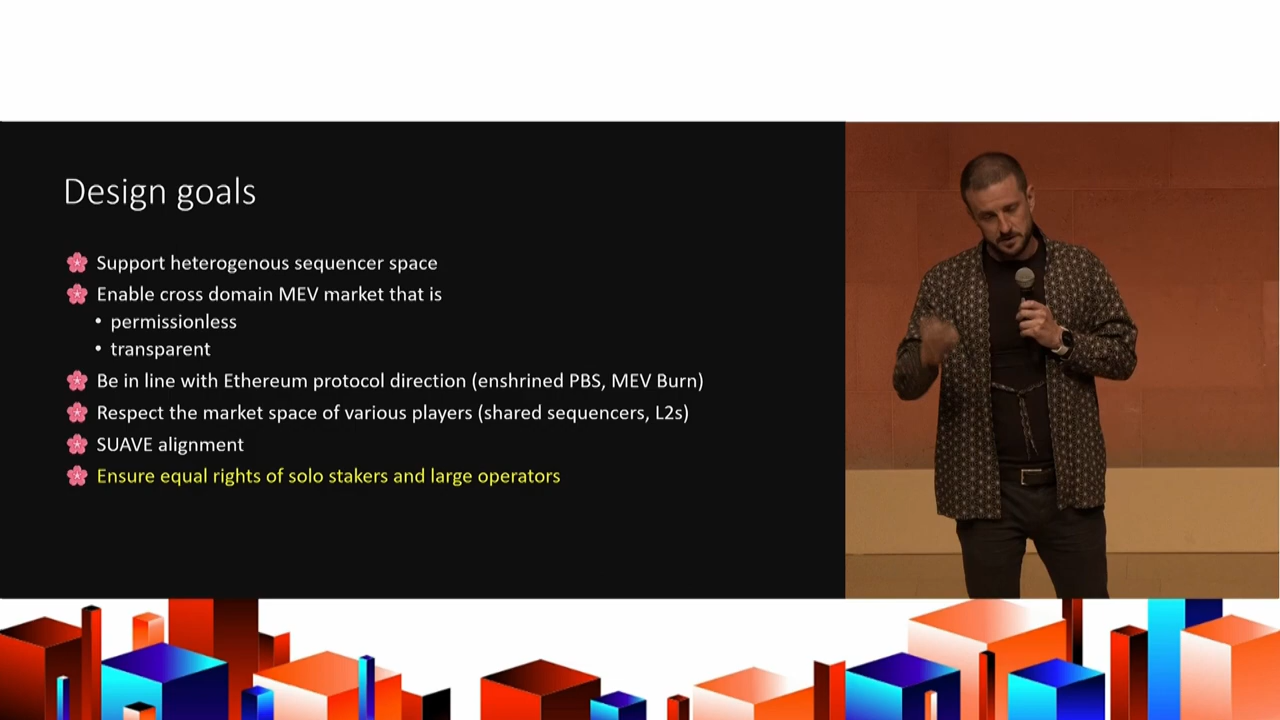 Design goals
Support heterogenous sequencer space
Enable cross domain MEV market that is
• permissionless
• transparent
Be in line with Ethereum protocol direction (enshrined PBS, MEV Burn)
Respect the market space of various players (shared sequencers, L2s)
SUAVE alignment
Ensure equal rights of solo stakers and large operators